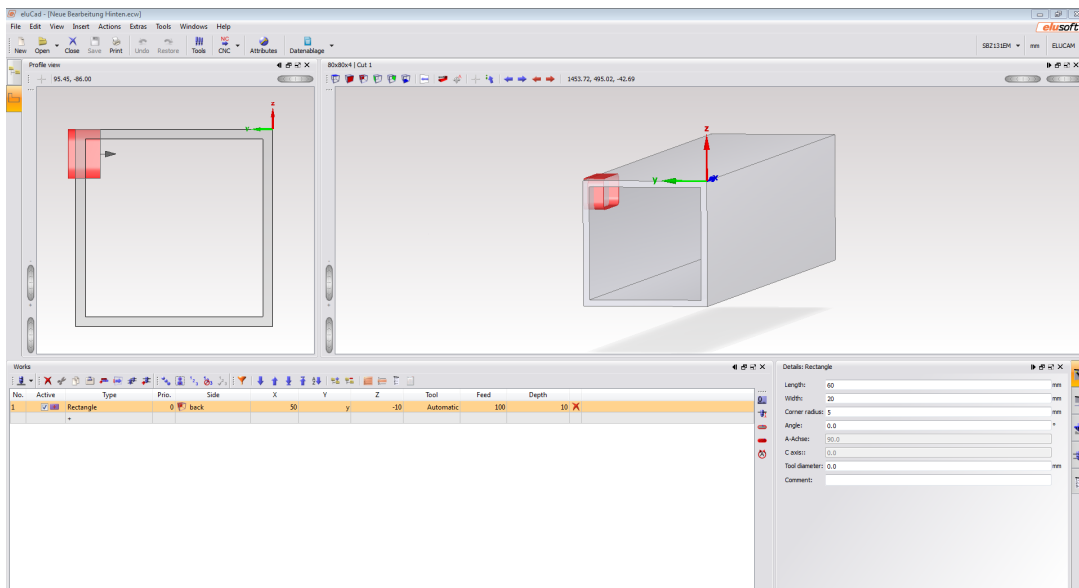 eluCad - [Neue Bearbeitung Hinten.ecw]
File Edit View Insert Actions Extras Tools Windows Help
elusoft
New Open Close Save Print Undo Restore Tools CNC Attributes Datenablage
NC
SBZ131EM mm ELUCAM
Profile view
95.45, -86.00
80x80x4 | Cut 1
1453.72, 495.02, -42.69
z
y
z
y
x
Works
No. Active Type Prio. Side X Y Z Tool Feed Depth
1 Rectangle 0 back 50 y -10 Automatic 100 10
Details: Rectangle
Length: 60 mm
Width: 20 mm
Corner radius: 5 mm
Angle: 0.0 °
A-Achse: 90.0
C axis:: 0.0
Tool diameter: 0.0 mm
Comment: